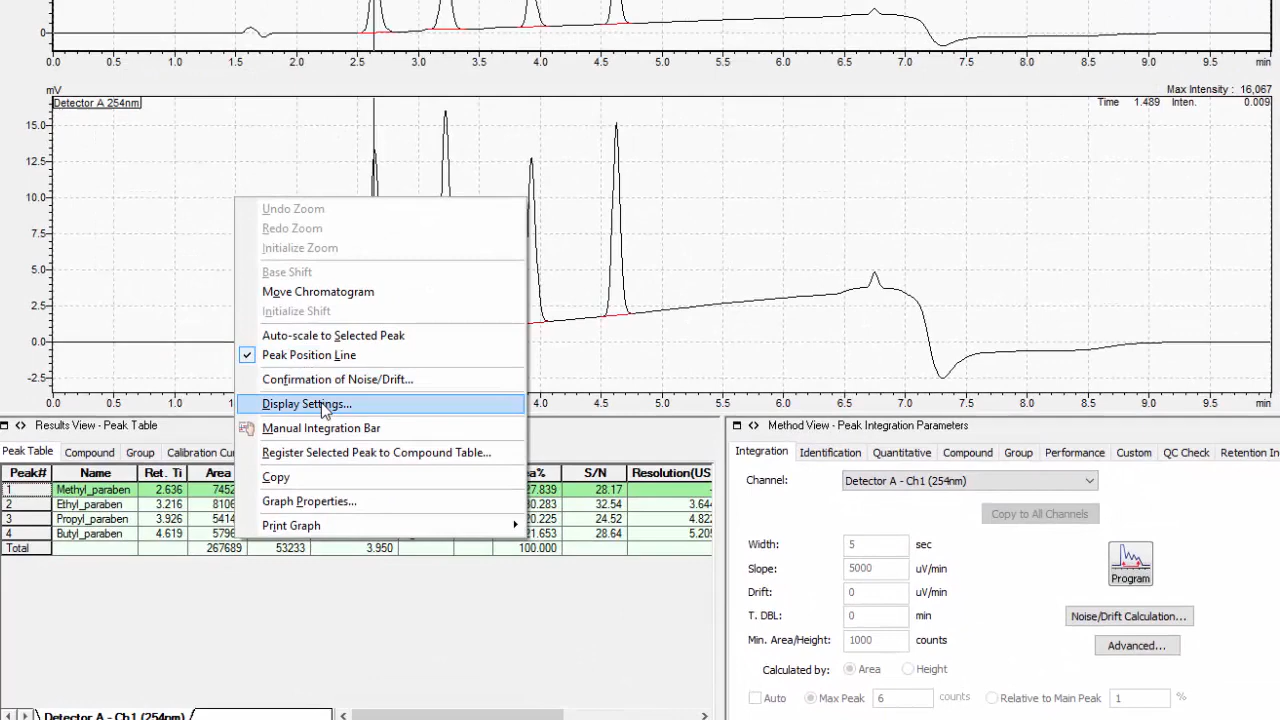 0
0.0 0.5 1.0 1.5 2.0 2.5 3.0 3.5 4.0 4.5 5.0 5.5 6.0 6.5 7.0 7.5 8.0 8.5 9.0 9.5 min
mV
Max Intensity : 16,067
Detector A 254nm
Time 1.489 Inten. 0.009
15.0
12.5
10.0
7.5
5.0
2.5
0.0
-2.5
0.0 0.5 4.0 4.5 5.0 5.5 6.0 6.5 7.0 7.5 8.0 8.5 9.0 9.5 min
Undo Zoom
Redo Zoom
Initialize Zoom
Base Shift
Move Chromatogram
Initialize Shift
Auto-scale to Selected Peak
Peak Position Line
Confirmation of Noise/Drift...
Display Settings...
Manual Integration Bar
Register Selected Peak to Compound Table...
Copy
Graph Properties...
Print Graph
Results View - Peak Table
Peak Table Compound Group Calibration Cur
Peak# Name Ret. Ti Area a% S/N Resolution(US
1 Methyl_paraben 2.636 7452 27.839 28.17 -
2 Ethyl_paraben 3.216 8106 30.283 32.54 3.644
3 Propyl_paraben 3.926 5414 20.225 24.52 4.822
4 Butyl_paraben 4.619 5796 21.653 28.64 5.205
Total 267689 53233 3.950 100.000
Detector A - Ch1 (254nm)
Method View - Peak Integration Parameters
Integration Identification Quantitative Compound Group Performance Custom QC Check Retention In
Channel: Detector A - Ch1 (254nm)
Copy to All Channels
Width: 5 sec
Slope: 5000 uV/min
Drift: 0 uV/min
T. DBL: 0 min
Min. Area/Height: 1000 counts
Program
Noise/Drift Calculation...
Advanced...
Calculated by: Area Height
Auto Max Peak 6 counts Relative to Main Peak 1 %